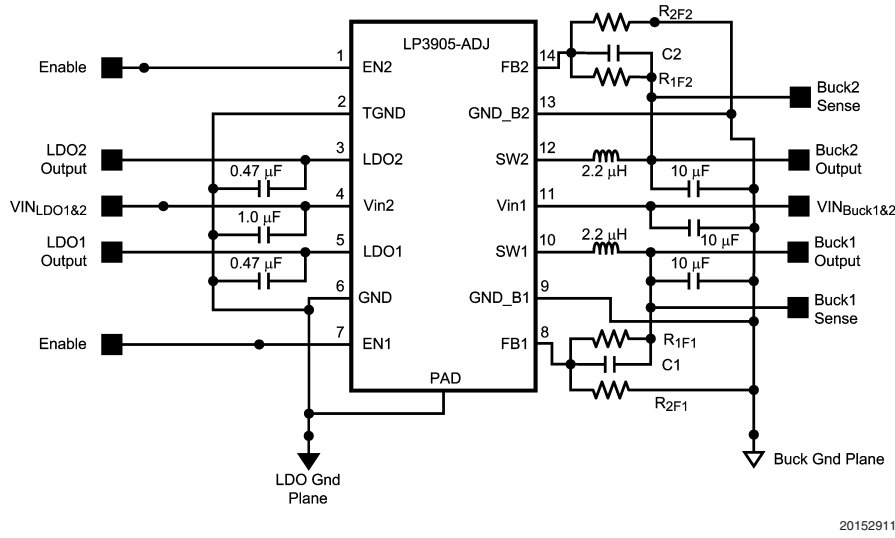 R2F2
LP3905-ADJ
Enable
1
EN2
FB2
14
C2
R1F2
2
TGND
GND_B2
13
Buck2
Sense
LDO2
Output
0.47 µF
3
LDO2
SW2
12
2.2 µH
10 µF
Buck2
Output
VINLDO1&2
1.0 µF
4
Vin2
Vin1
11
10 µF
VINBuck1&2
LDO1
Output
0.47 µF
5
LDO1
SW1
10
2.2 µH
10 µF
Buck1
Output
6
GND
GND_B1
9
Buck1
Sense
Enable
7
EN1
FB1
8
R1F1
C1
R2F1
PAD
LDO Gnd
Plane
Buck Gnd Plane
20152911